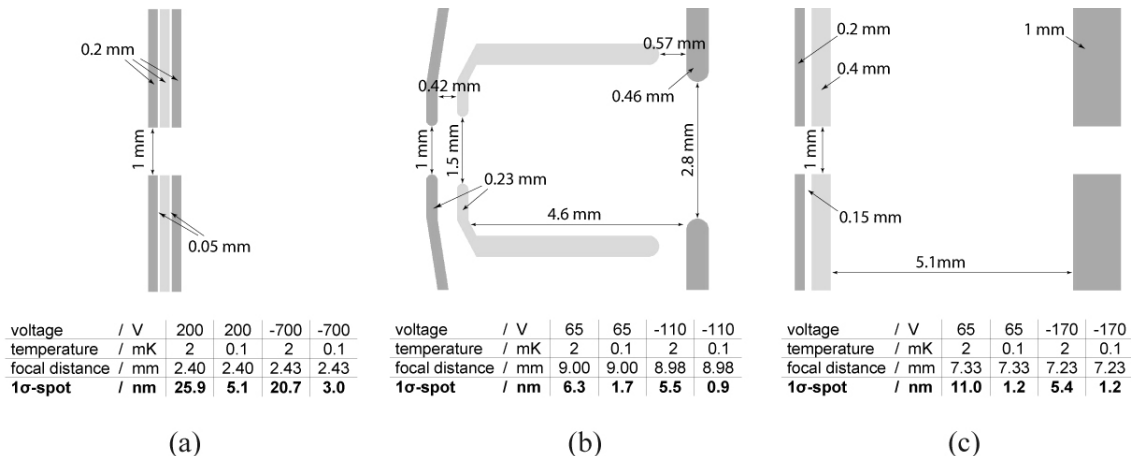 0.2 mm
1 mm
0.05 mm
0.57 mm
0.42 mm
0.46 mm
1 mm
1.5 mm
2.8 mm
0.23 mm
4.6 mm
0.2 mm
1 mm
0.4 mm
1 mm
0.15 mm
5.1mm
voltage / V 200 200 -700 -700
temperature / mK 2 0.1 2 0.1
focal distance / mm 2.40 2.40 2.43 2.43
1σ-spot / nm 25.9 5.1 20.7 3.0
(a)
voltage / V 65 65 -110 -110
temperature / mK 2 0.1 2 0.1
focal distance / mm 9.00 9.00 8.98 8.98
1σ-spot / nm 6.3 1.7 5.5 0.9
(b)
voltage / V 65 65 -170 -170
temperature / mK 2 0.1 2 0.1
focal distance / mm 7.33 7.33 7.23 7.23
1σ-spot / nm 11.0 1.2 5.4 1.2
(c)